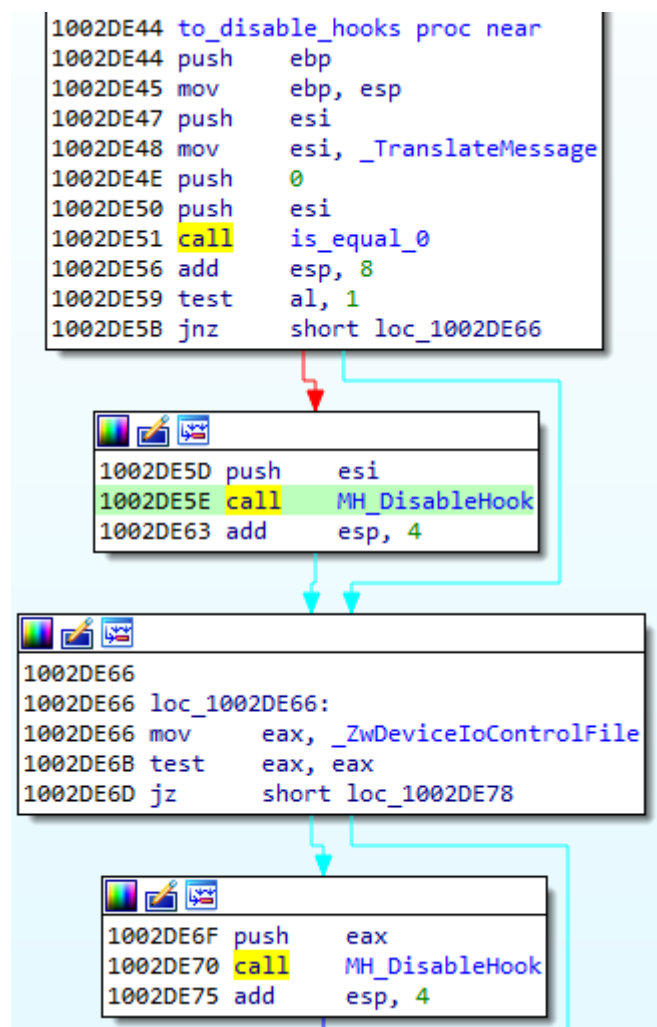 1002DE44 to_disable_hooks proc near
1002DE44 push ebp
1002DE45 mov ebp, esp
1002DE47 push esi
1002DE48 mov esi, _TranslateMessage
1002DE4E push 0
1002DE50 push esi
1002DE51 call is_equal_0
1002DE56 add esp, 8
1002DE59 test al, 1
1002DE5B jnz short loc_1002DE66
1002DE5D push esi
1002DE5E call MH_DisableHook
1002DE63 add esp, 4
1002DE66
1002DE66 loc_1002DE66:
1002DE66 mov eax, _ZwDeviceIoControlFile
1002DE6B test eax, eax
1002DE6D jz short loc_1002DE78
1002DE6F push eax
1002DE70 call MH_DisableHook
1002DE75 add esp, 4